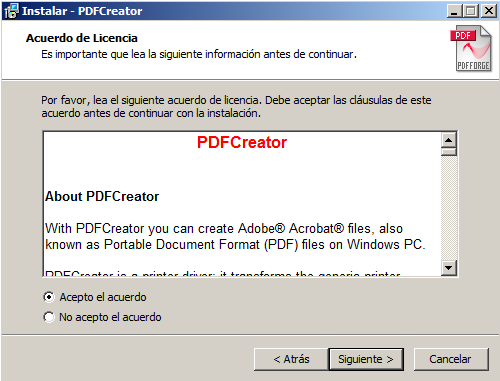 Instalar - PDFCreator
Acuerdo de Licencia
Es importante que lea la siguiente información antes de continuar.
PDF
PDFFORGE
Por favor, lea el siguiente acuerdo de licencia. Debe aceptar las cláusulas de este
acuerdo antes de continuar con la instalación.
PDFCreator
About PDFCreator
With PDFCreator you can create Adobe® Acrobat® files, also
known as Portable Document Format (PDF) files on Windows PC.
PDFCreator is a printer driver; it transforms the generic printer
Acepto el acuerdo
No acepto el acuerdo
< Atrás
Siguiente >
Cancelar